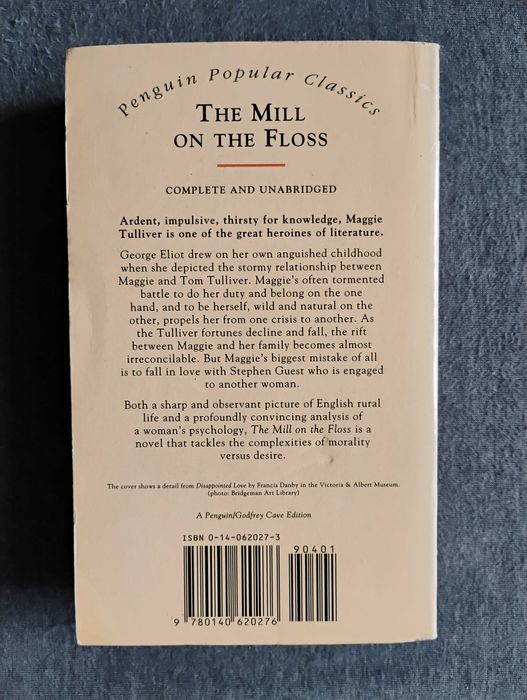 Penguin Popular Classics
THE MILL
ON THE FLOSS
COMPLETE AND UNABRIDGED
Ardent, impulsive, thirsty for knowledge, Maggie
Tulliver is one of the great heroines of literature.
George Eliot drew on her own anguished childhood
when she depicted the stormy relationship between
Maggie and Tom Tulliver. Maggie's often tormented
battle to do her duty and belong on the one
hand, and to be herself, wild and natural on the
other, propels her from one crisis to another. As
the Tulliver fortunes decline and fall, the rift
between Maggie and her family becomes almost
irreconcilable. But Maggie's biggest mistake of all
is to fall in love with Stephen Guest who is engaged
to another woman.
Both a sharp and observant picture of English rural
life and a profoundly convincing analysis of
a woman's psychology, The Mill on the Floss is a
novel that tackles the complexities of morality
versus desire.
The cover shows a detail from Disappointed Love by Francis Danby in the Victoria & Albert Museum.
(photo: Bridgeman Art Library)
A Penguin/Godfrey Cave Edition
ISBN 0-14-062027-3
90401
9 780140 620276